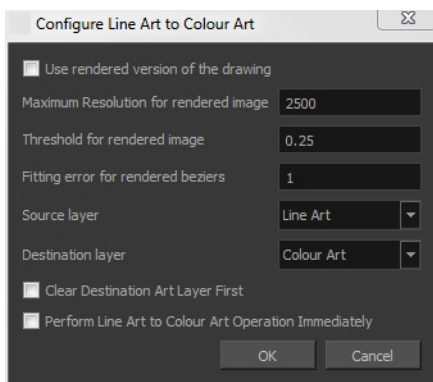 Configure Line Art to Colour Art
Use rendered version of the drawing
Maximum Resolution for rendered image 2500
Threshold for rendered image 0.25
Fitting error for rendered beziers 1
Source layer Line Art
Destination layer Colour Art
Clear Destination Art Layer First
Perform Line Art to Colour Art Operation Immediately
OK Cancel